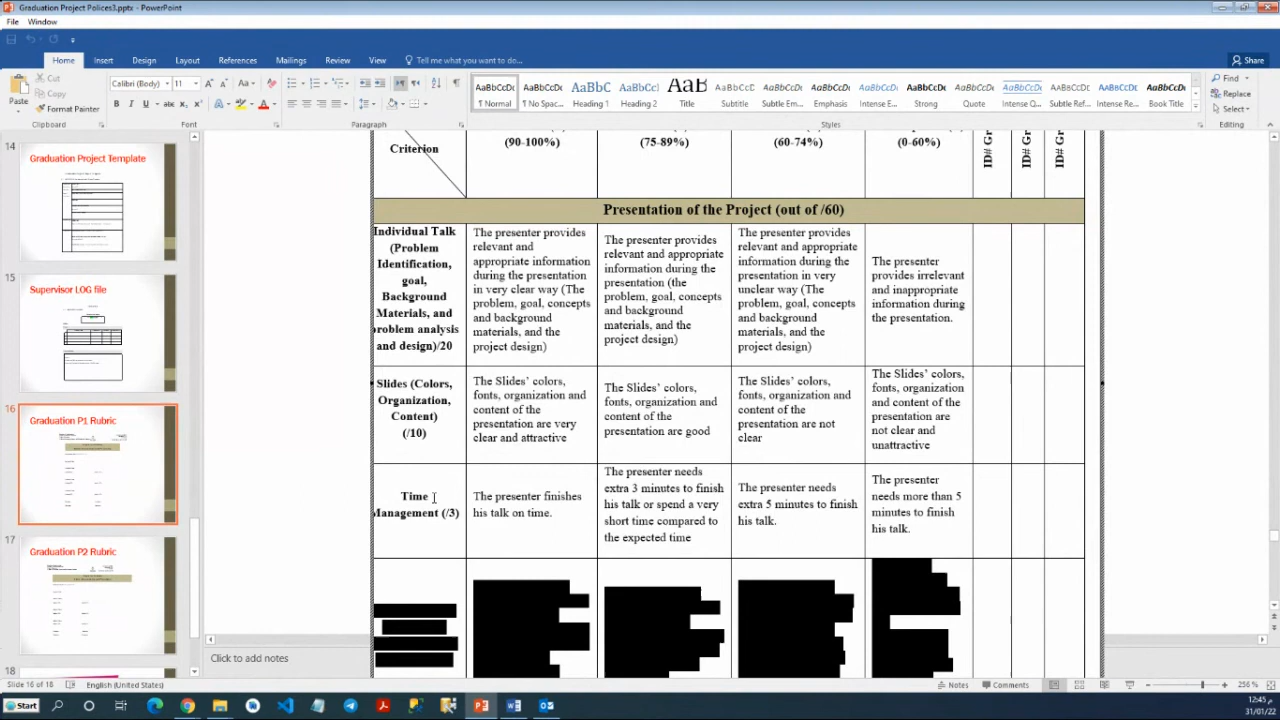 Graduation Project Polices3.pptx - PowerPoint
File Window
Home Insert Design Layout References Mailings Review View Tell me what you want to do... Share
Paste
Cut
Copy
Format Painter
Clipboard
Calibri (Body) 11
Font
Paragraph
AaBbCcDc AaBbCcDc AaBbC AaBbCcl AaB AaBbCcD AaBbCcDc AaBbCcDc AaBbCcDc AaBbCcDc AaBbCcDc AaBbCcDc AaBbCcDc AaBbCcDc AaBbCcDc
¶ Normal ¶ No Spac... Heading 1 Heading 2 Title Subtitle Subtle Em... Emphasis Intense E... Strong Quote Intense Q... Subtle Ref... Intense Re... Book Title
Styles
Find
Replace
Select
Editing
14
Graduation Project Template
15
Supervisor LOG file
16
Graduation P1 Rubric
17
Graduation P2 Rubric
18
Criterion
(90-100%)
(75-89%)
(60-74%)
(0-60%)
ID# Gr
ID# Gr
ID# Gr
Presentation of the Project (out of /60)
Individual Talk
(Problem
Identification,
goal,
Background
Materials, and
problem analysis
and design)/20
The presenter provides
relevant and
appropriate information
during the presentation
in very clear way (The
problem, goal, concepts
and background
materials, and the
project design)
The presenter provides
relevant and appropriate
information during the
presentation (the
problem, goal, concepts
and background
materials, and the
project design)
The presenter provides
relevant and appropriate
information during the
presentation in very
unclear way (The
problem, goal, concepts
and background
materials, and the
project design)
The presenter
provides irrelevant
and inappropriate
information during
the presentation.
Slides (Colors,
Organization,
Content)
(/10)
The Slides' colors,
fonts, organization and
content of the
presentation are very
clear and attractive
The Slides' colors,
fonts, organization and
content of the
presentation are good
The Slides' colors,
fonts, organization and
content of the
presentation are not
clear
The Slides' colors,
fonts, organization
and content of the
presentation are
not clear and
unattractive
Time
Management (/3)
The presenter finishes
his talk on time.
The presenter needs
extra 3 minutes to finish
his talk or spend a very
short time compared to
the expected time
The presenter needs
extra 5 minutes to finish
his talk.
The presenter
needs more than 5
minutes to finish
his talk.
Click to add notes
Slide 16 of 18 English (United States) Notes Comments 256 %
Start
12:45 م
31/01/22